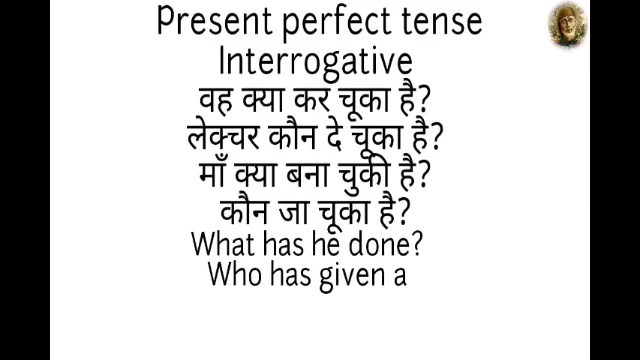 Present perfect tense
Interrogative
वह क्या कर चूका है?
लेक्चर कौन दे चूका है?
माँ क्या बना चुकी है?
कौन जा चूका है?
What has he done?
Who has given a